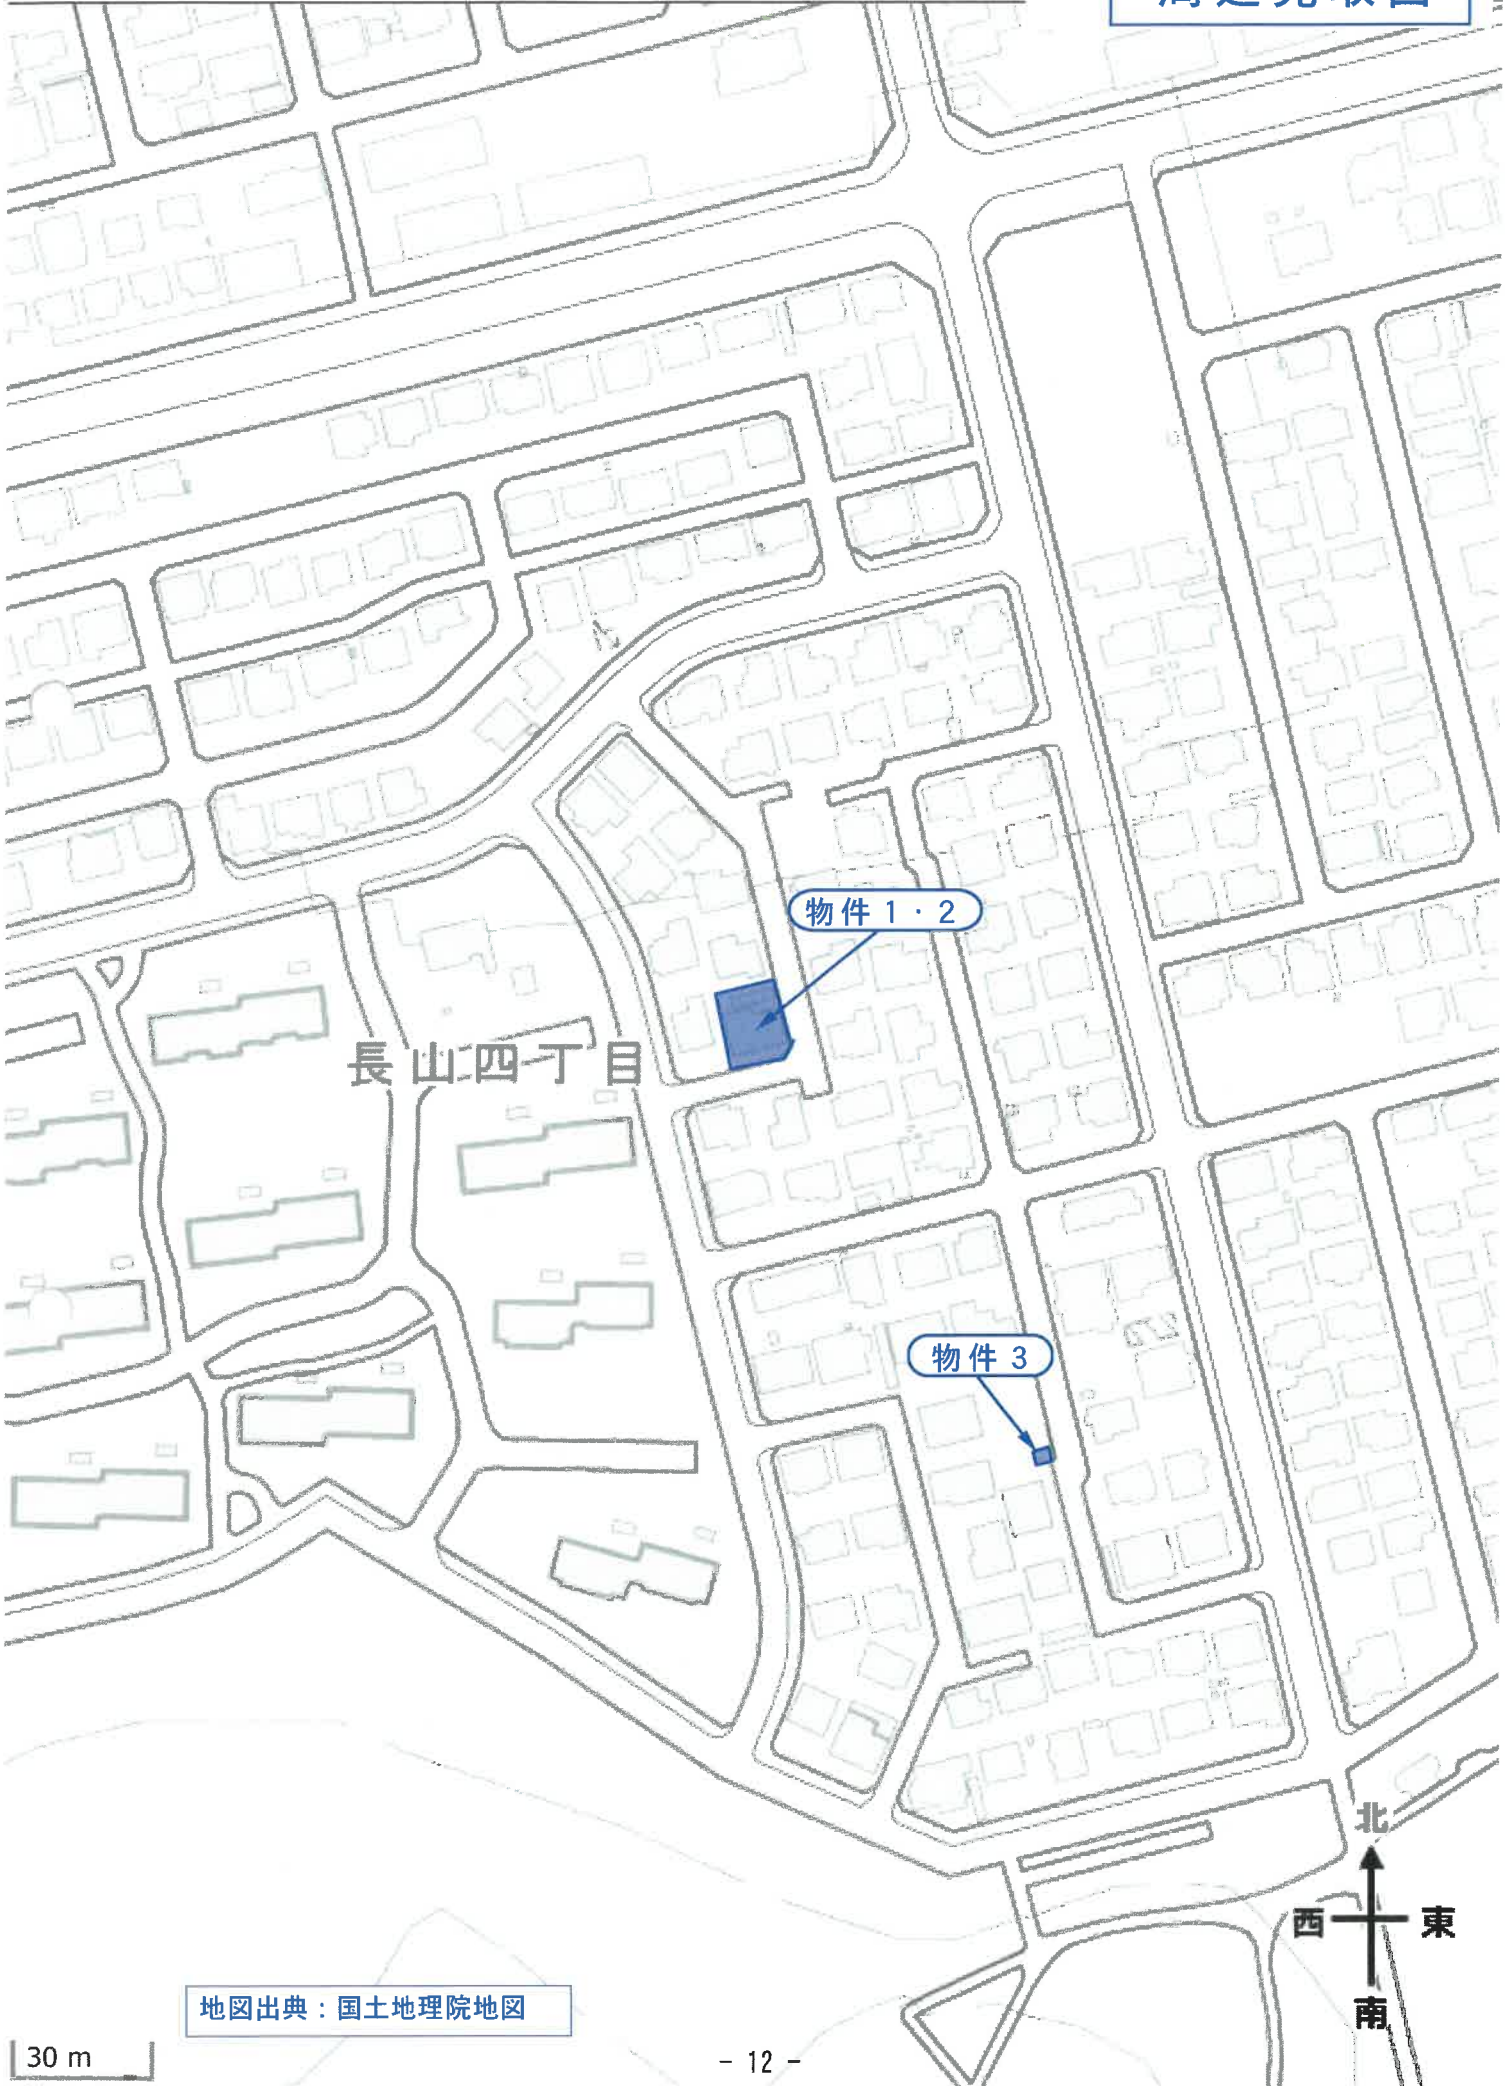 物件 1・2
長山四丁目
物件 3
北
西 東
南
地図出典：国土地理院地図
30 m
- 12 -